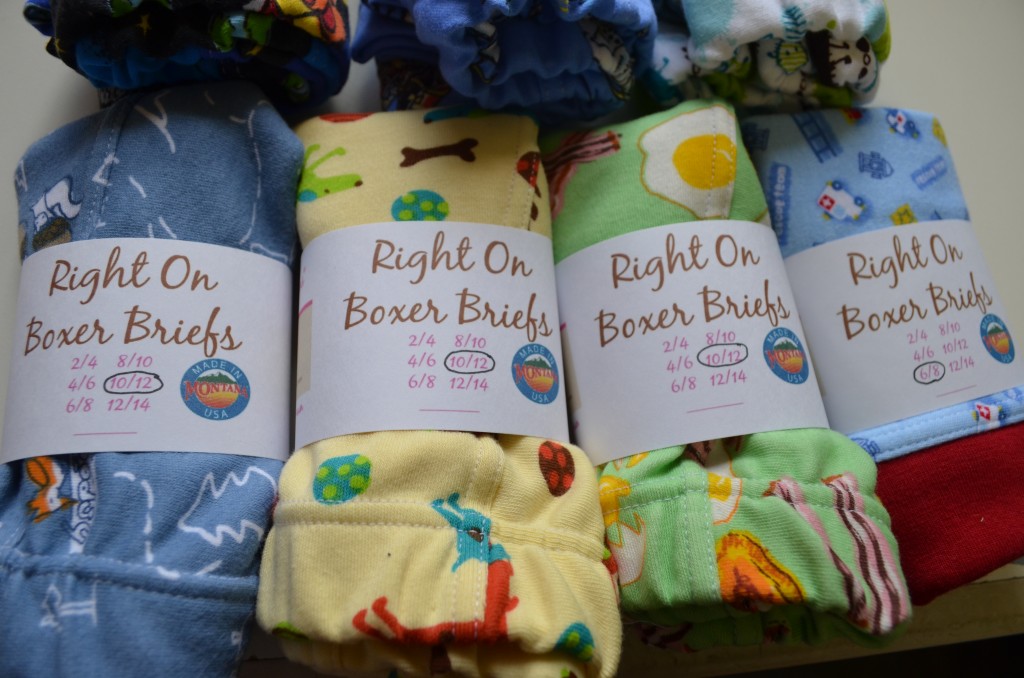 Right On
Boxer Briefs
2/4 8/10
4/6 10/12
6/8 12/14
MADE IN
MONTANA
USA
Right On
Boxer Briefs
2/4 8/10
4/6 10/12
6/8 12/14
MADE IN
MONTANA
USA
Right On
Boxer Briefs
2/4 8/10
4/6 10/12
6/8 12/14
MADE IN
MONTANA
USA
Right On
Boxer Briefs
2/4 8/10
4/6 10/12
6/8 12/14